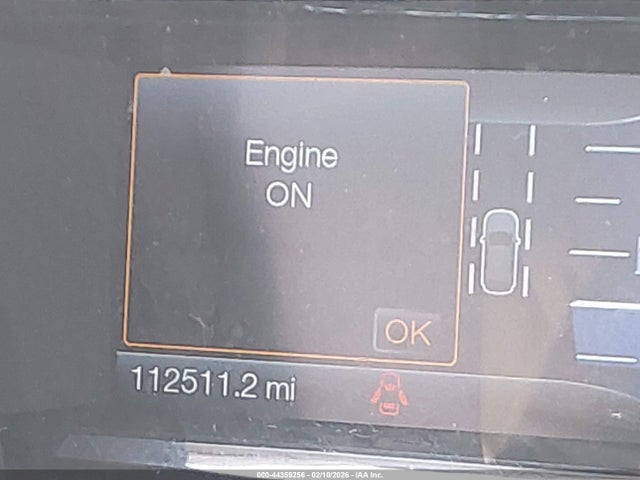 Engine
ON
OK
112511.2 mi
000-44359256 - 02/10/2026 - IAA Inc.